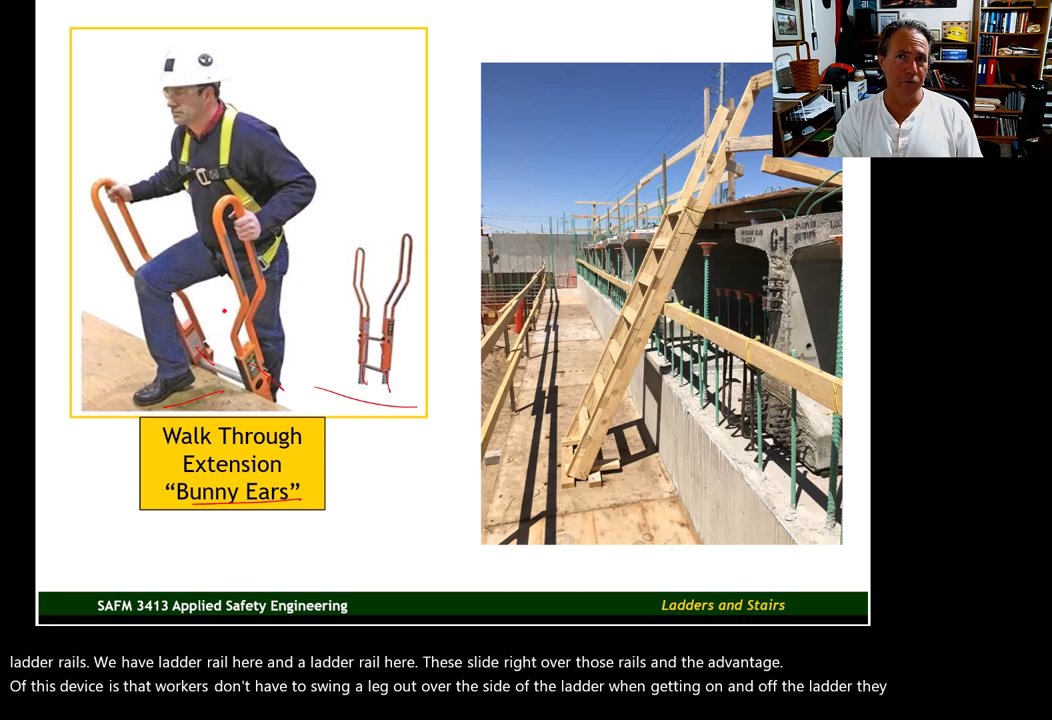 Walk Through
Extension
“Bunny Ears”
SAFM 3413 Applied Safety Engineering
Ladders and Stairs
ladder rails. We have ladder rail here and a ladder rail here. These slide right over those rails and the advantage.
Of this device is that workers don't have to swing a leg out over the side of the ladder when getting on and off the ladder they